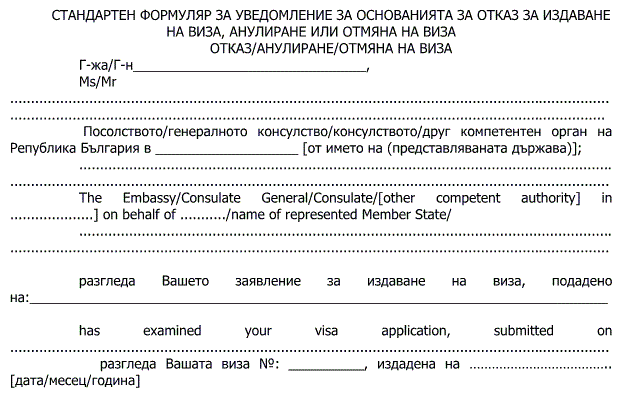 СТАНДАРТЕН ФОРМУЛЯР ЗА УВЕДОМЛЕНИЕ ЗА ОСНОВАНИЯТА ЗА ОТКАЗ ЗА ИЗДАВАНЕ
НА ВИЗА, АНУЛИРАНЕ ИЛИ ОТМЯНА НА ВИЗА
ОТКАЗ/АНУЛИРАНЕ/ОТМЯНА НА ВИЗА
Г-жа/Г-н______________________________,
Ms/Mr
................................................................................................................................................
................................................................................................................................................
Посолството/генералното консулство/консулството/друг компетентен орган на
Република България в ___________________ [от името на (представляваната държава)];
................................................................................................................................
................................................................................................................................................
The Embassy/Consulate General/Consulate/[other competent authority] in
....................] on behalf of .........../name of represented Member State/
................................................................................................................................
................................................................................................................................................
разгледа Вашето заявление за издаване на виза, подадено
на:_____________________________________________________________________________
has examined your visa application, submitted on
................................................................................................................................................
разгледа Вашата виза №: __________, издадена на ………………………………..
[дата/месец/година]